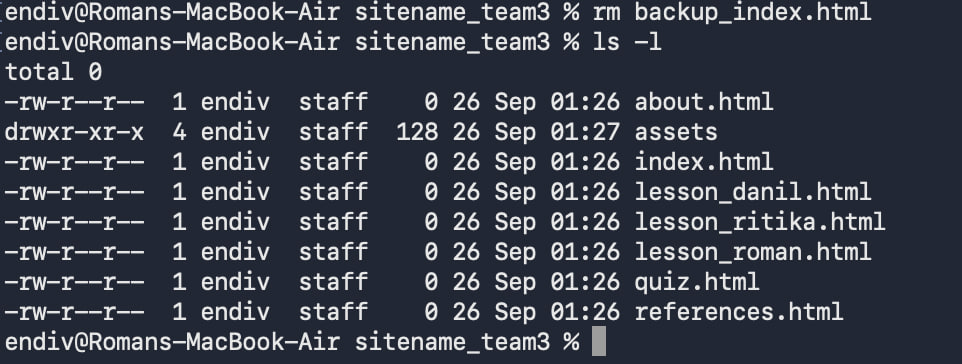 endiv@Romans-MacBook-Air sitename_team3 % rm backup_index.html
endiv@Romans-MacBook-Air sitename_team3 % ls -l
total 0
-rw-r--r--  1 endiv  staff    0 26 Sep 01:26 about.html
drwxr-xr-x  4 endiv  staff  128 26 Sep 01:27 assets
-rw-r--r--  1 endiv  staff    0 26 Sep 01:26 index.html
-rw-r--r--  1 endiv  staff    0 26 Sep 01:26 lesson_danil.html
-rw-r--r--  1 endiv  staff    0 26 Sep 01:26 lesson_ritika.html
-rw-r--r--  1 endiv  staff    0 26 Sep 01:26 lesson_roman.html
-rw-r--r--  1 endiv  staff    0 26 Sep 01:26 quiz.html
-rw-r--r--  1 endiv  staff    0 26 Sep 01:26 references.html
endiv@Romans-MacBook-Air sitename_team3 %